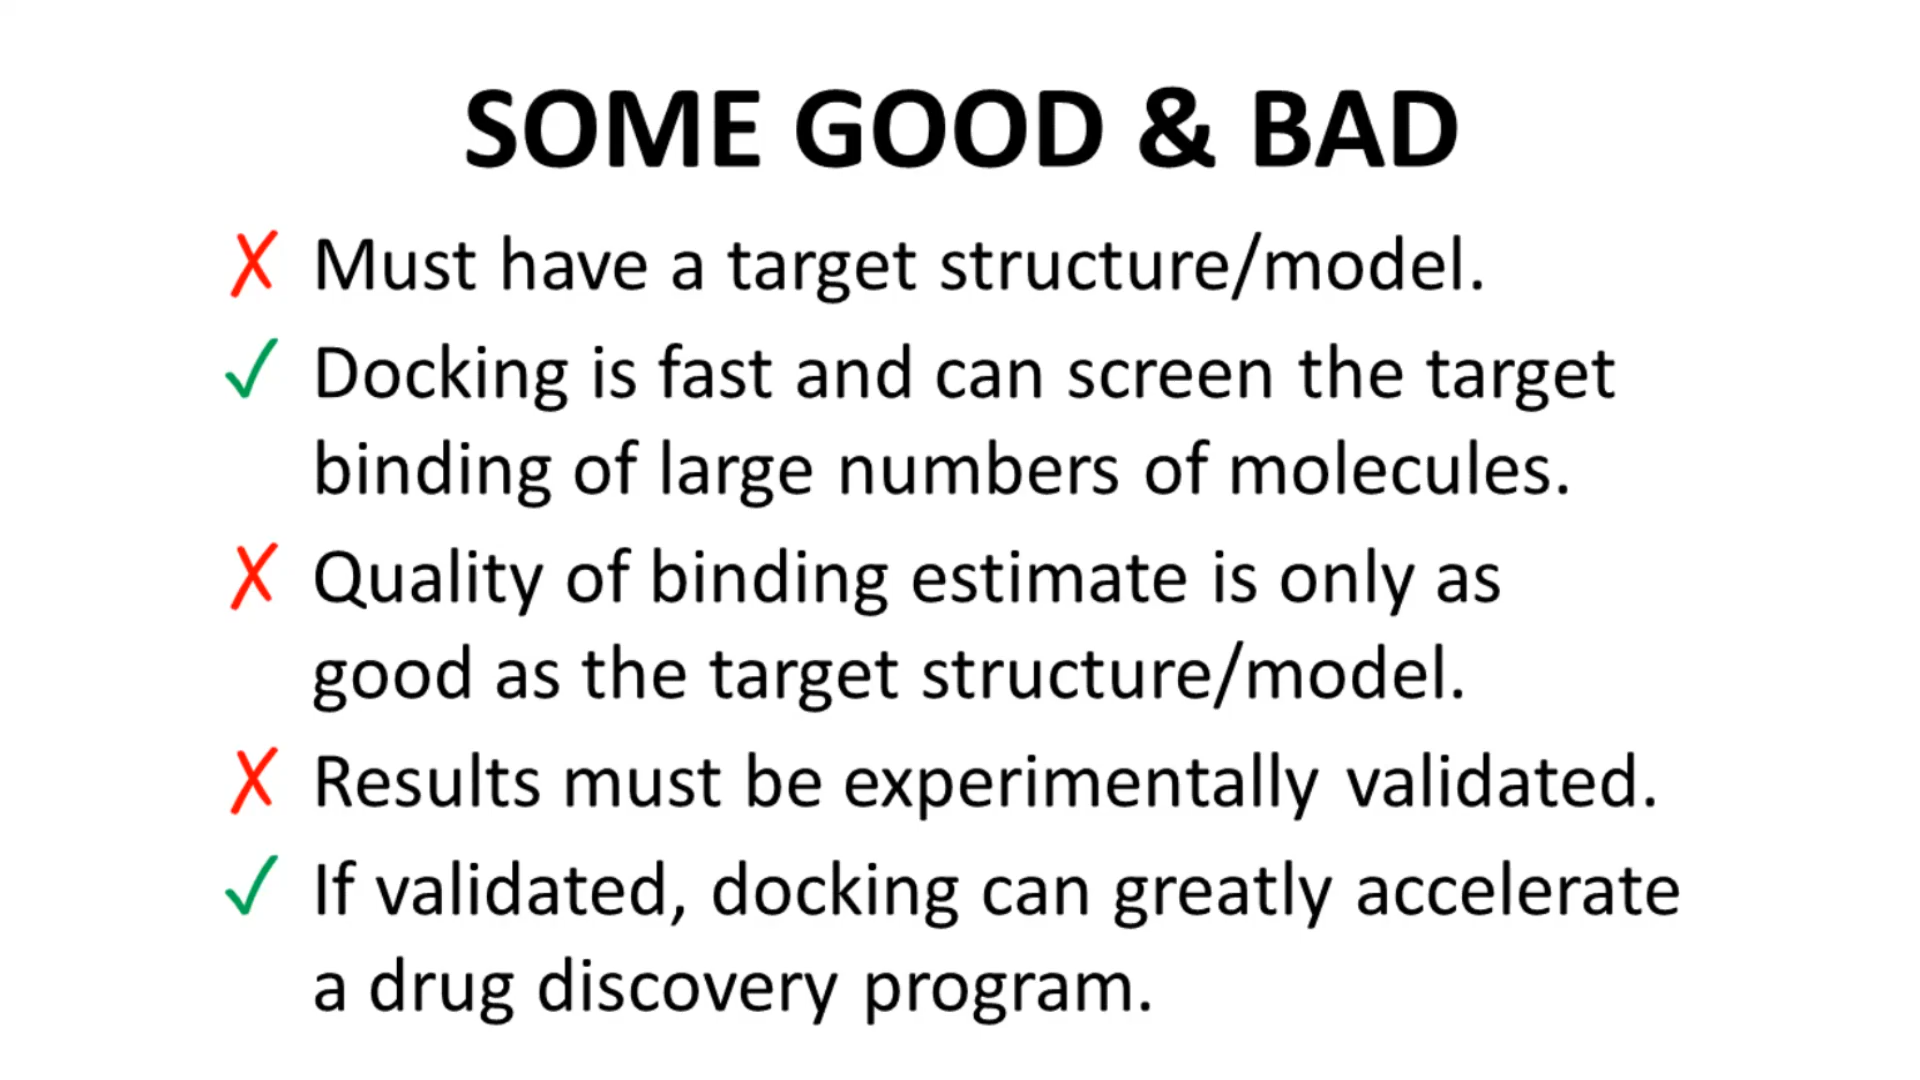 SOME GOOD & BAD
✗ Must have a target structure/model.
✓ Docking is fast and can screen the target
binding of large numbers of molecules.
✗ Quality of binding estimate is only as
good as the target structure/model.
✗ Results must be experimentally validated.
✓ If validated, docking can greatly accelerate
a drug discovery program.